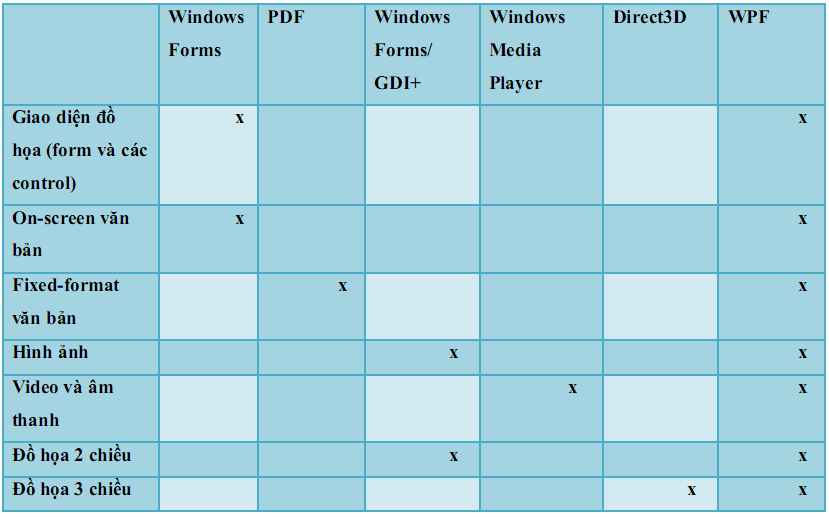 Windows Forms PDF Windows Forms/ GDI+ Windows Media Player Direct3D WPF
Giao diện đồ họa (form và các control) x x
On-screen văn bản x x
Fixed-format văn bản x x
Hình ảnh x x
Video và âm thanh x x
Đồ họa 2 chiều x x
Đồ họa 3 chiều x x